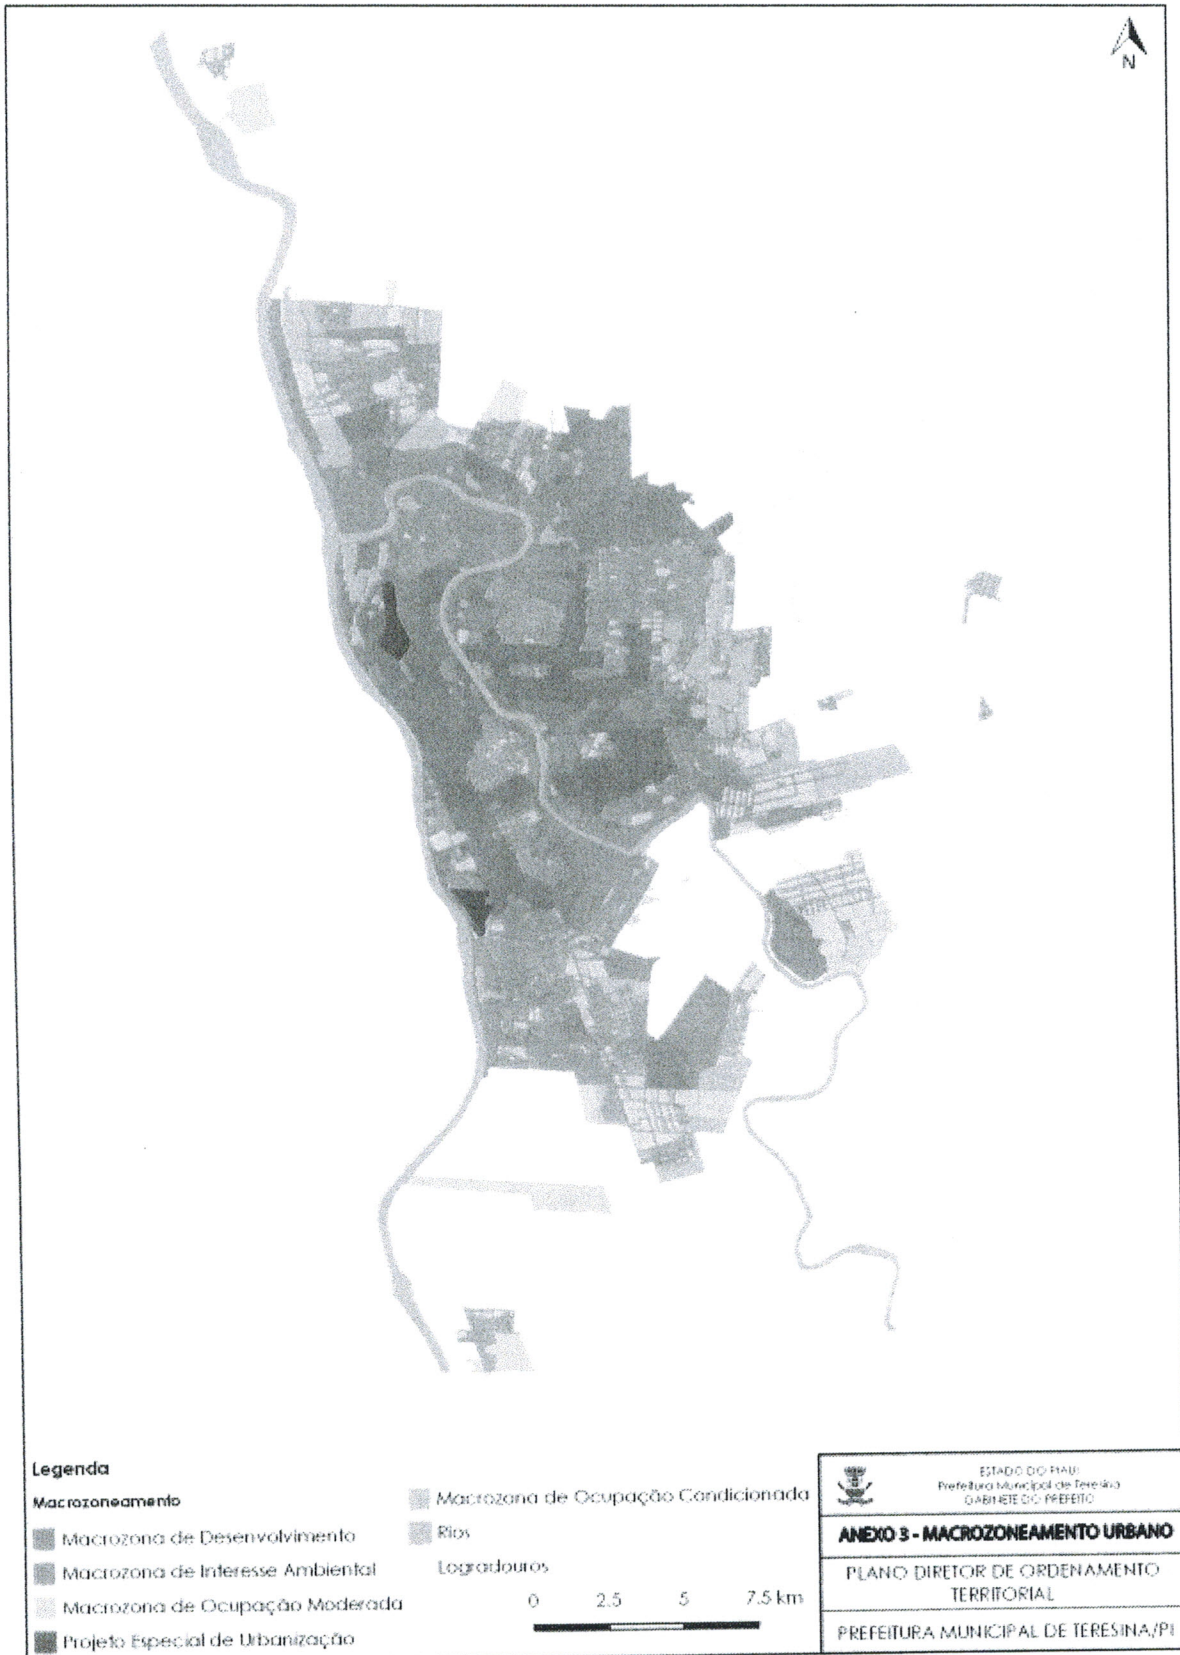 N
Legenda
Macrozoneamento
Macrozona de Desenvolvimento
Macrozona de Interesse Ambiental
Macrozona de Ocupação Moderada
Projeto Especial de Urbanização
Macrozona de Ocupação Condicionada
Rios
Logradouros
0 2.5 5 7.5 km
ESTADO DO PIAUÍ
Prefeitura Municipal de Teresina
GABINETE DO PREFEITO
ANEXO 3 - MACROZONEAMENTO URBANO
PLANO DIRETOR DE ORDENAMENTO
TERRITORIAL
PREFEITURA MUNICIPAL DE TERESINA/PI